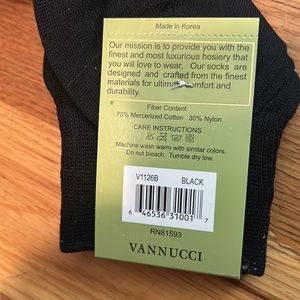 Made in Korea
Our mission is to provide you with the
finest and most luxurious hosiery that
you will love to wear. Our socks are
designed and crafted from the finest
materials for ultimate comfort and
durability.
Fiber Content
70% Mercerized Cotton 30% Nylon
CARE INSTRUCTIONS
Machine wash warm with similar colors.
Do not bleach. Tumble dry low.
V1126B BLACK
6 46536 31001 7
RN81593
VANNUCCI